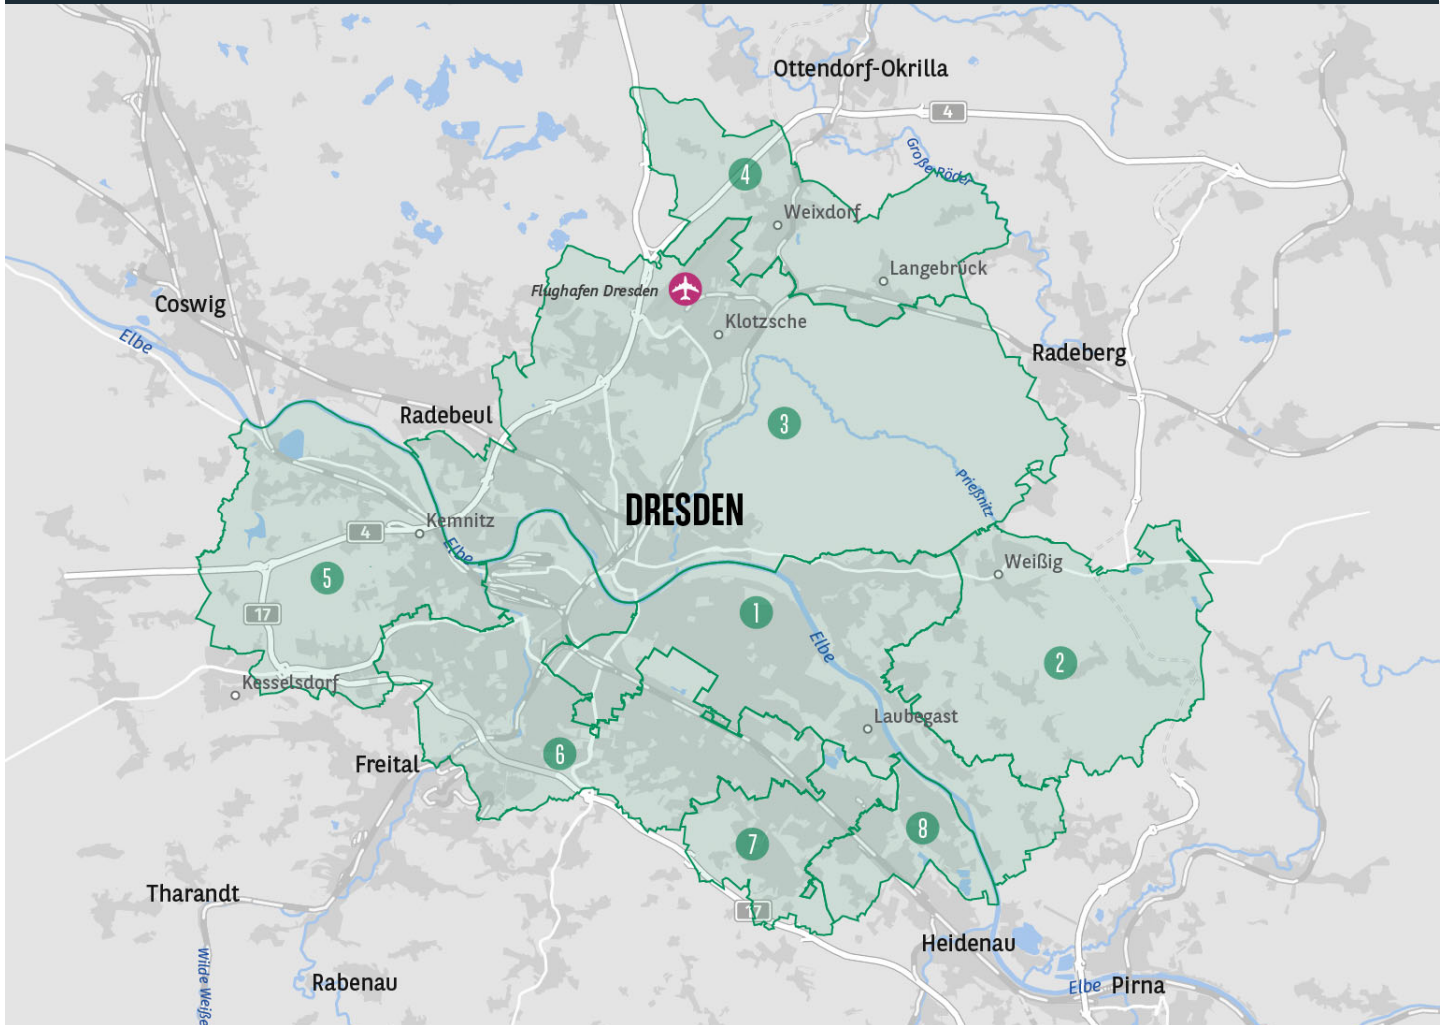 Ottendorf-Okrilla
4
Große Röder
4
Weixdorf
Langebrück
Flughafen Dresden
Coswig
Klotzsche
Elbe
Radeberg
Radebeul
3
Prießnitz
DRESDEN
Kemnitz
4
Elbe
Weißig
5
17
1
Elbe
2
Kesselsdorf
Laubegast
6
Freital
8
7
Tharandt
17
Heidenau
Wilde Weiße
Rabenau
Elbe
Pirna